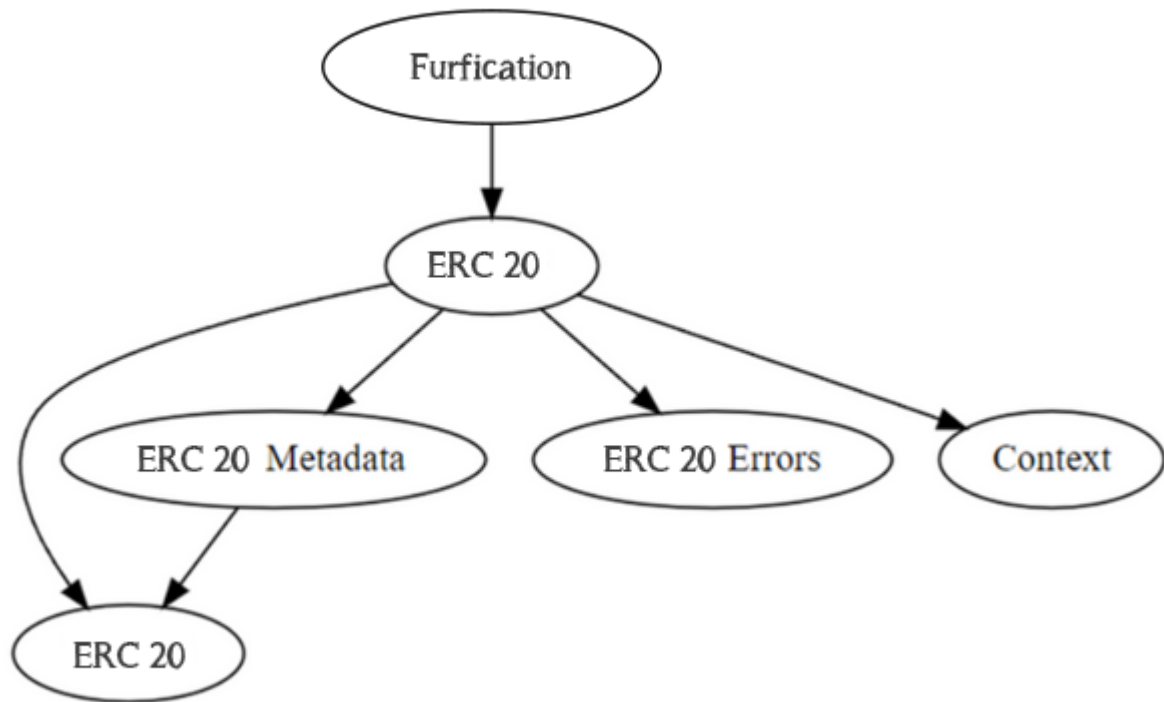 Furfication
ERC 20
ERC 20 Metadata
ERC 20 Errors
Context
ERC 20